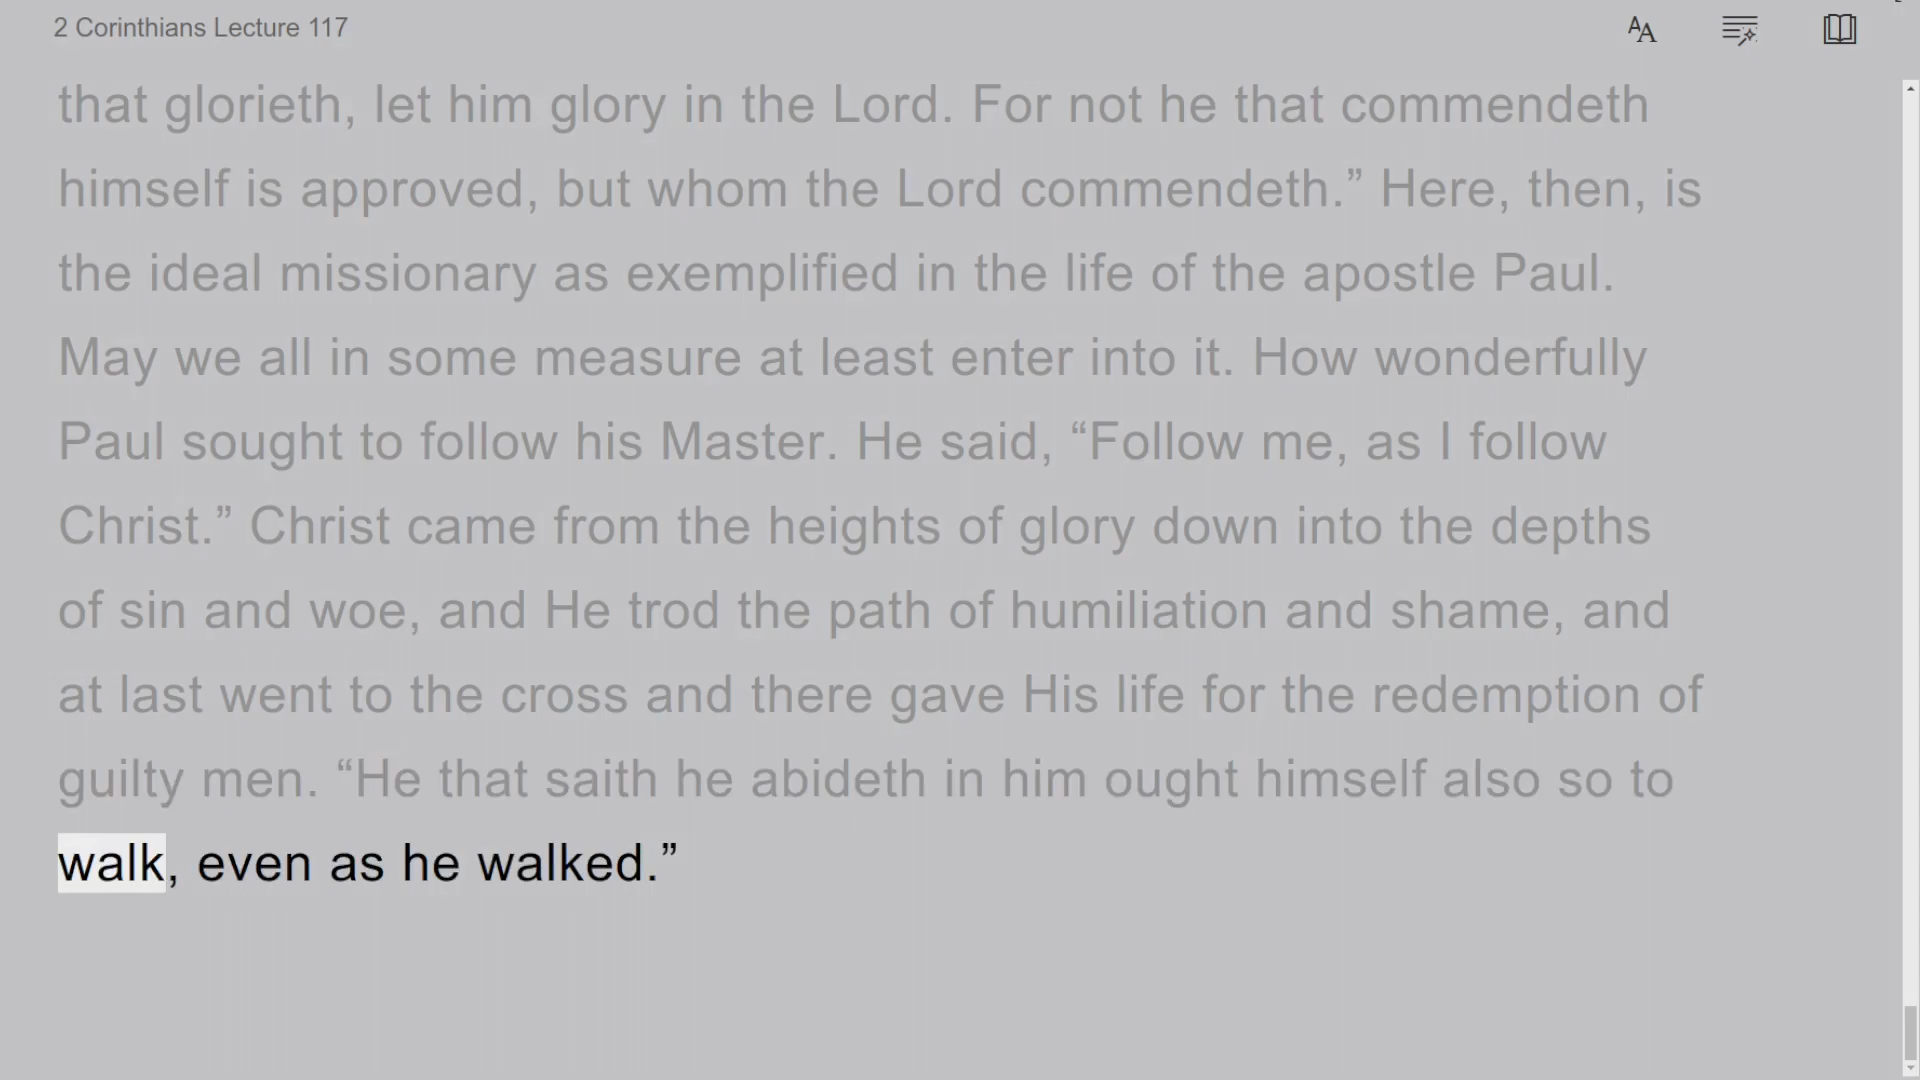 2 Corinthians Lecture 117
that glorieth, let him glory in the Lord. For not he that commendeth
himself is approved, but whom the Lord commendeth.” Here, then, is
the ideal missionary as exemplified in the life of the apostle Paul.
May we all in some measure at least enter into it. How wonderfully
Paul sought to follow his Master. He said, “Follow me, as I follow
Christ.” Christ came from the heights of glory down into the depths
of sin and woe, and He trod the path of humiliation and shame, and
at last went to the cross and there gave His life for the redemption of
guilty men. “He that saith he abideth in him ought himself also so to
walk, even as he walked.”